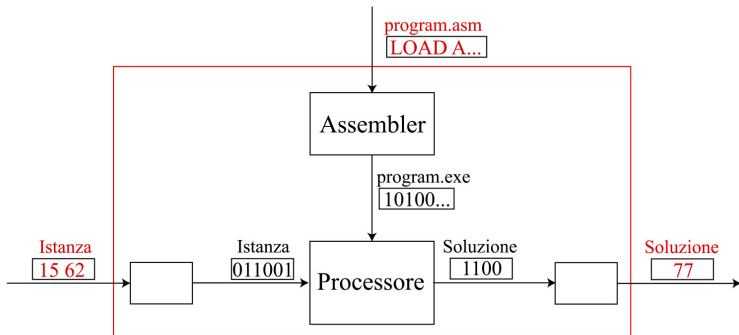 program.asm
LOAD A...
Assembler
program.exe
10100...
Istanza
15 62
Istanza
011001
Processore
Soluzione
1100
Soluzione
77